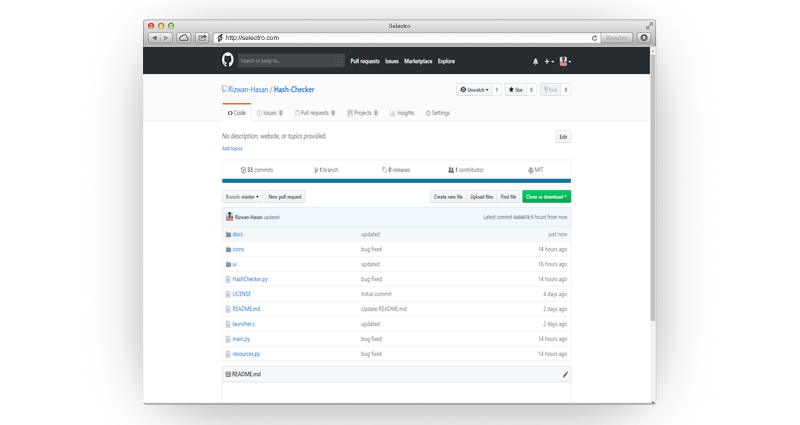 Selectro
http://selectro.com
Reader
Search or jump to... /
Pull requests Issues Marketplace Explore
Rizwan-Hasan / Hash-Checker
Unwatch 1 Star 0 Fork 0
Code Issues 0 Pull requests 0 Projects 0 Insights Settings
No description, website, or topics provided.
Edit
Add topics
33 commits 1 branch 0 releases 1 contributor MIT
Branch: master New pull request Create new file Upload files Find file Clone or download
Rizwan-Hasan updated Latest commit 6 hours from now
docs updated just now
icons bug fixed 14 hours ago
ui updated 16 hours ago
HashChecker.py bug fixed 14 hours ago
LICENSE Initial commit 4 days ago
README.md Update README.md 2 days ago
launcher.c updated 2 days ago
main.py bug fixed 14 hours ago
resources.py bug fixed 14 hours ago
README.md